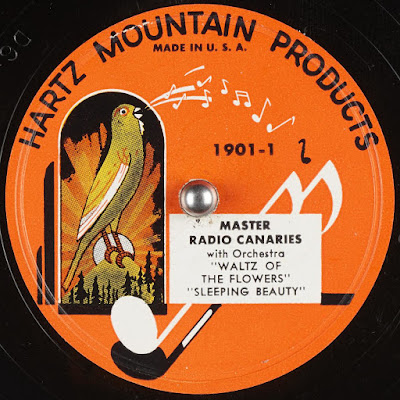 HARTZ MOUNTAIN PRODUCTS
MADE IN U. S. A.
1901-1
MASTER
RADIO CANARIES
with Orchestra
"WALTZ OF
THE FLOWERS"
"SLEEPING BEAUTY"